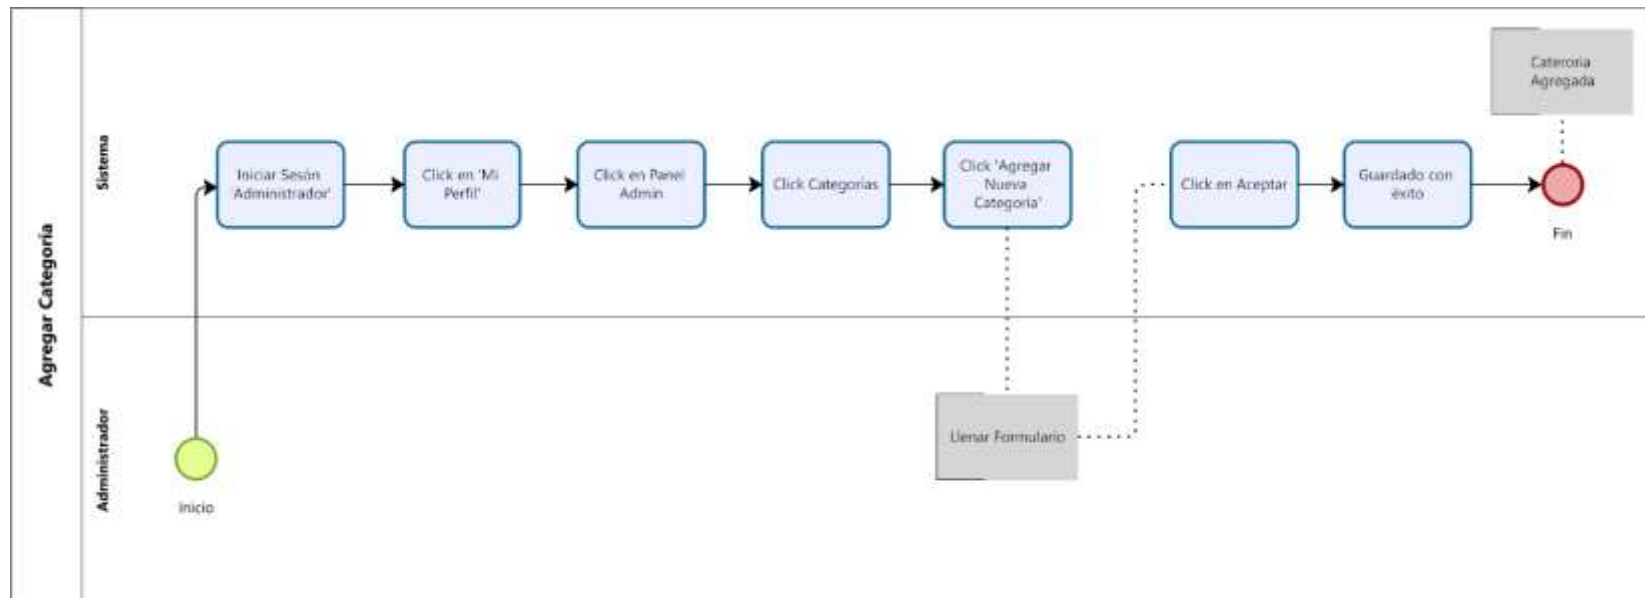 Agregar Categoría
Sistema
Administrador
Inicio
Iniciar Sesón
'Administrador'
Click en 'Mi
Perfil'
Click en Panel
Admin
Click Categorías
Click 'Agregar
Nueva
Categoría'
Llenar Formulario
Click en Aceptar
Guardado con
éxito
Fin
Cateroria
Agregada